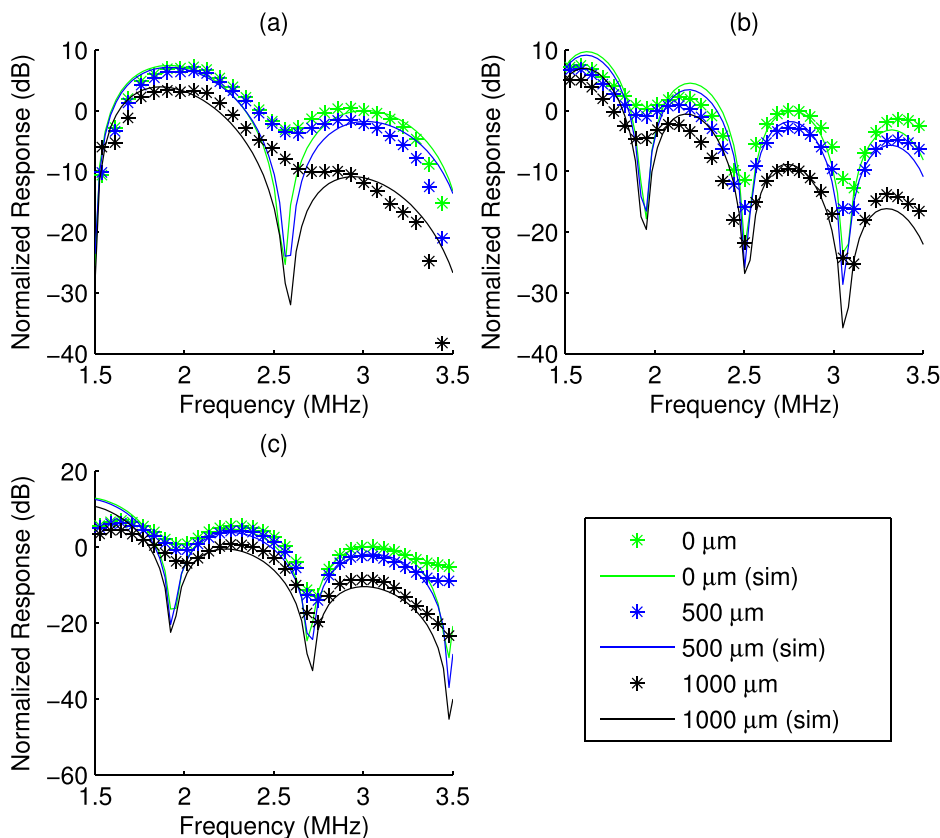 (a)
Normalized Response (dB)
10
0
−10
−20
−30
−40
1.5
2
2.5
3
3.5
Frequency (MHz)
(b)
Normalized Response (dB)
10
0
−10
−20
−30
−40
1.5
2
2.5
3
3.5
Frequency (MHz)
(c)
Normalized Response (dB)
20
0
−20
−40
−60
1.5
2
2.5
3
3.5
Frequency (MHz)
0 μm
0 μm (sim)
500 μm
500 μm (sim)
1000 μm
1000 μm (sim)